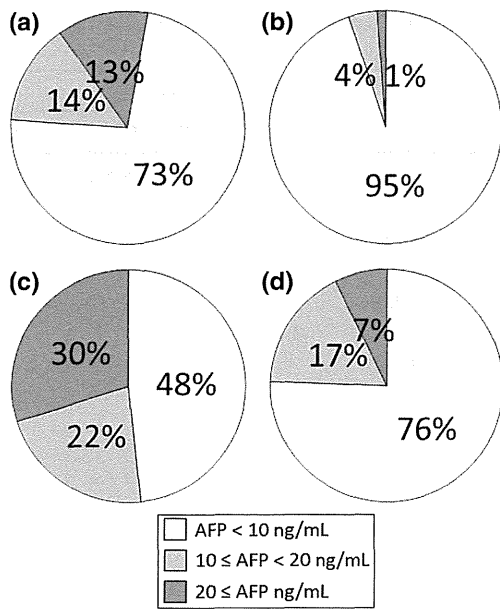 (a)
13%
14%
73%
(b)
4%
1%
95%
(c)
30%
48%
22%
(d)
7%
17%
76%
AFP < 10 ng/mL
10 ≤ AFP < 20 ng/mL
20 ≤ AFP ng/mL